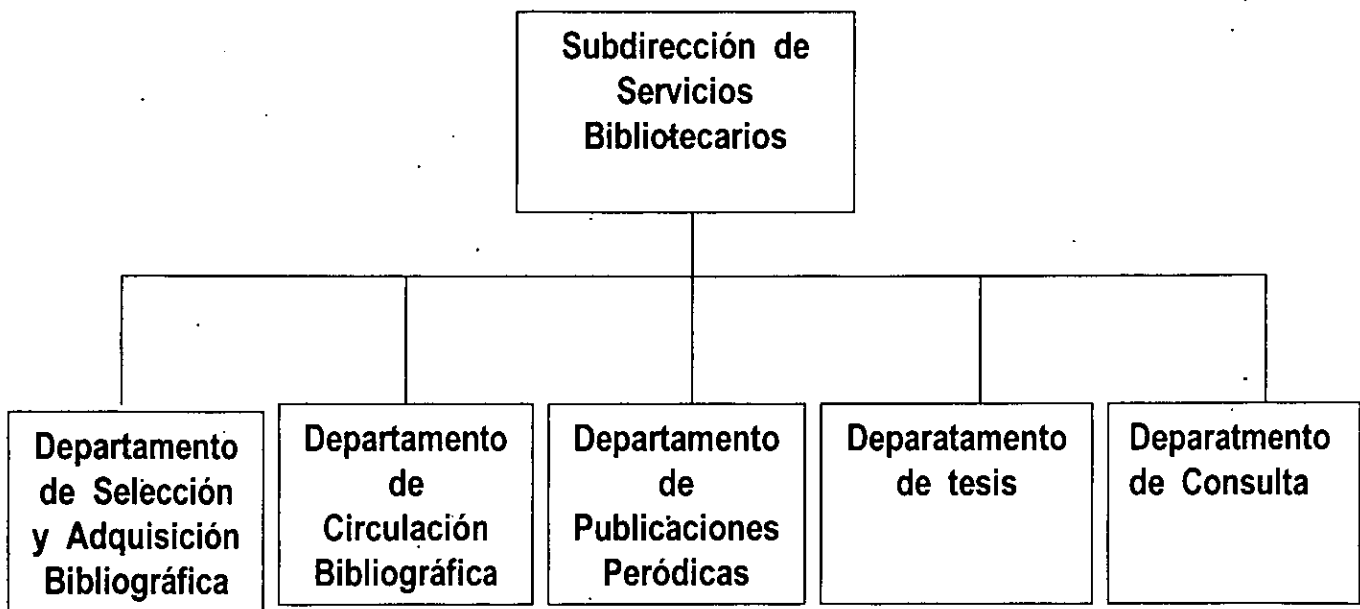 Subdirección de
Servicios
Bibliotecarios
Departamento
de Selección
y Adquisición
Bibliográfica
Departamento
de
Circulación
Bibliográfica
Departamento
de
Publicaciones
Peródicas
Deparatamento
de tesis
Deparatmento
de Consulta